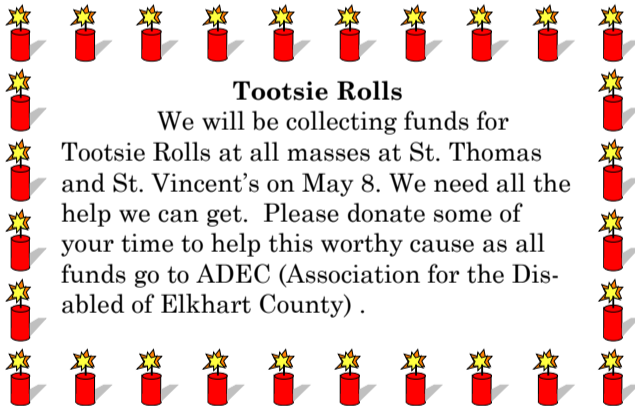 Tootsie Rolls
We will be collecting funds for
Tootsie Rolls at all masses at St. Thomas
and St. Vincent’s on May 8. We need all the
help we can get.  Please donate some of
your time to help this worthy cause as all
funds go to ADEC (Association for the Dis-
abled of Elkhart County) .